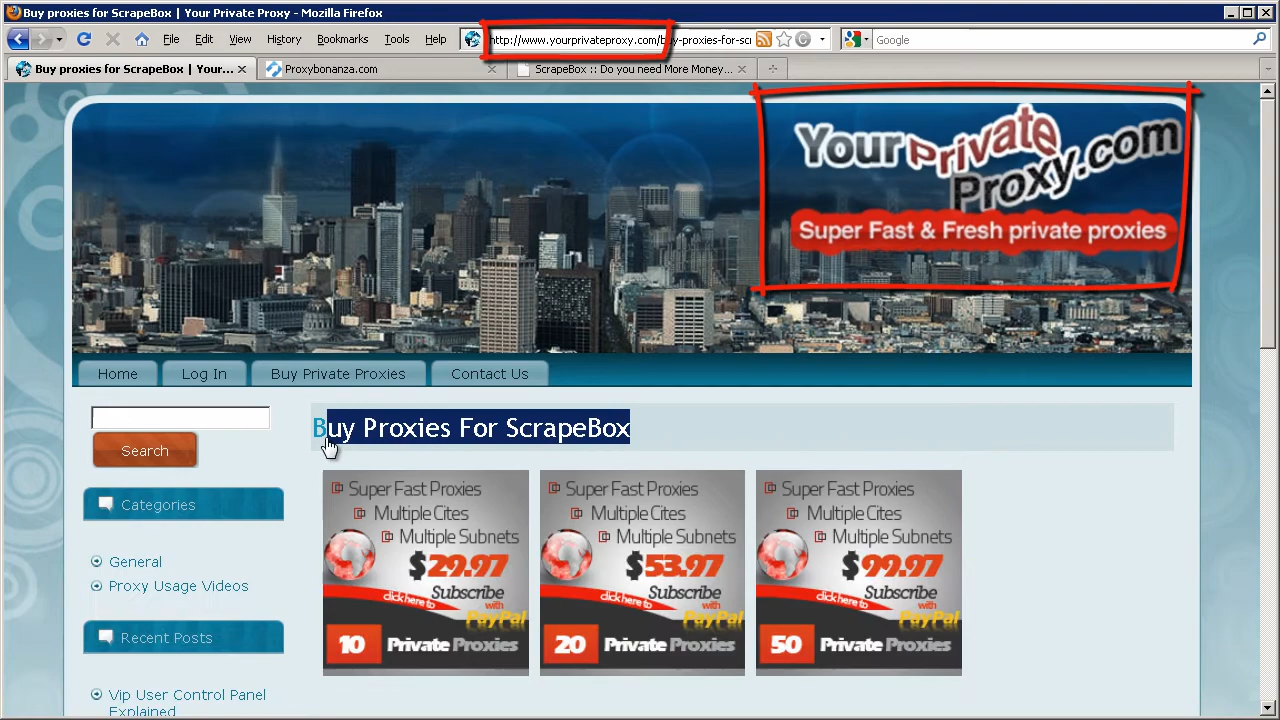 Buy proxies for ScrapeBox | Your Private Proxy - Mozilla Firefox
File Edit View History Bookmarks Tools Help
http://www.yourprivateproxy.com/buy-proxies-for-scr
Google
Buy proxies for ScrapeBox | Your...
Proxybonanza.com
ScrapeBox :: Do you need More Money...
YourPrivate
Proxy.com
Super Fast & Fresh private proxies
Home
Log In
Buy Private Proxies
Contact Us
Buy Proxies For ScrapeBox
Search
Categories
General
Proxy Usage Videos
Recent Posts
Vip User Control Panel
Explained
Super Fast Proxies
Multiple Cites
Multiple Subnets
$29.97
Subscribe
click here to
with
PayPal
10 Private Proxies
Super Fast Proxies
Multiple Cites
Multiple Subnets
$53.97
Subscribe
click here to
with
PayPal
20 Private Proxies
Super Fast Proxies
Multiple Cites
Multiple Subnets
$99.97
Subscribe
click here to
with
PayPal
50 Private Proxies